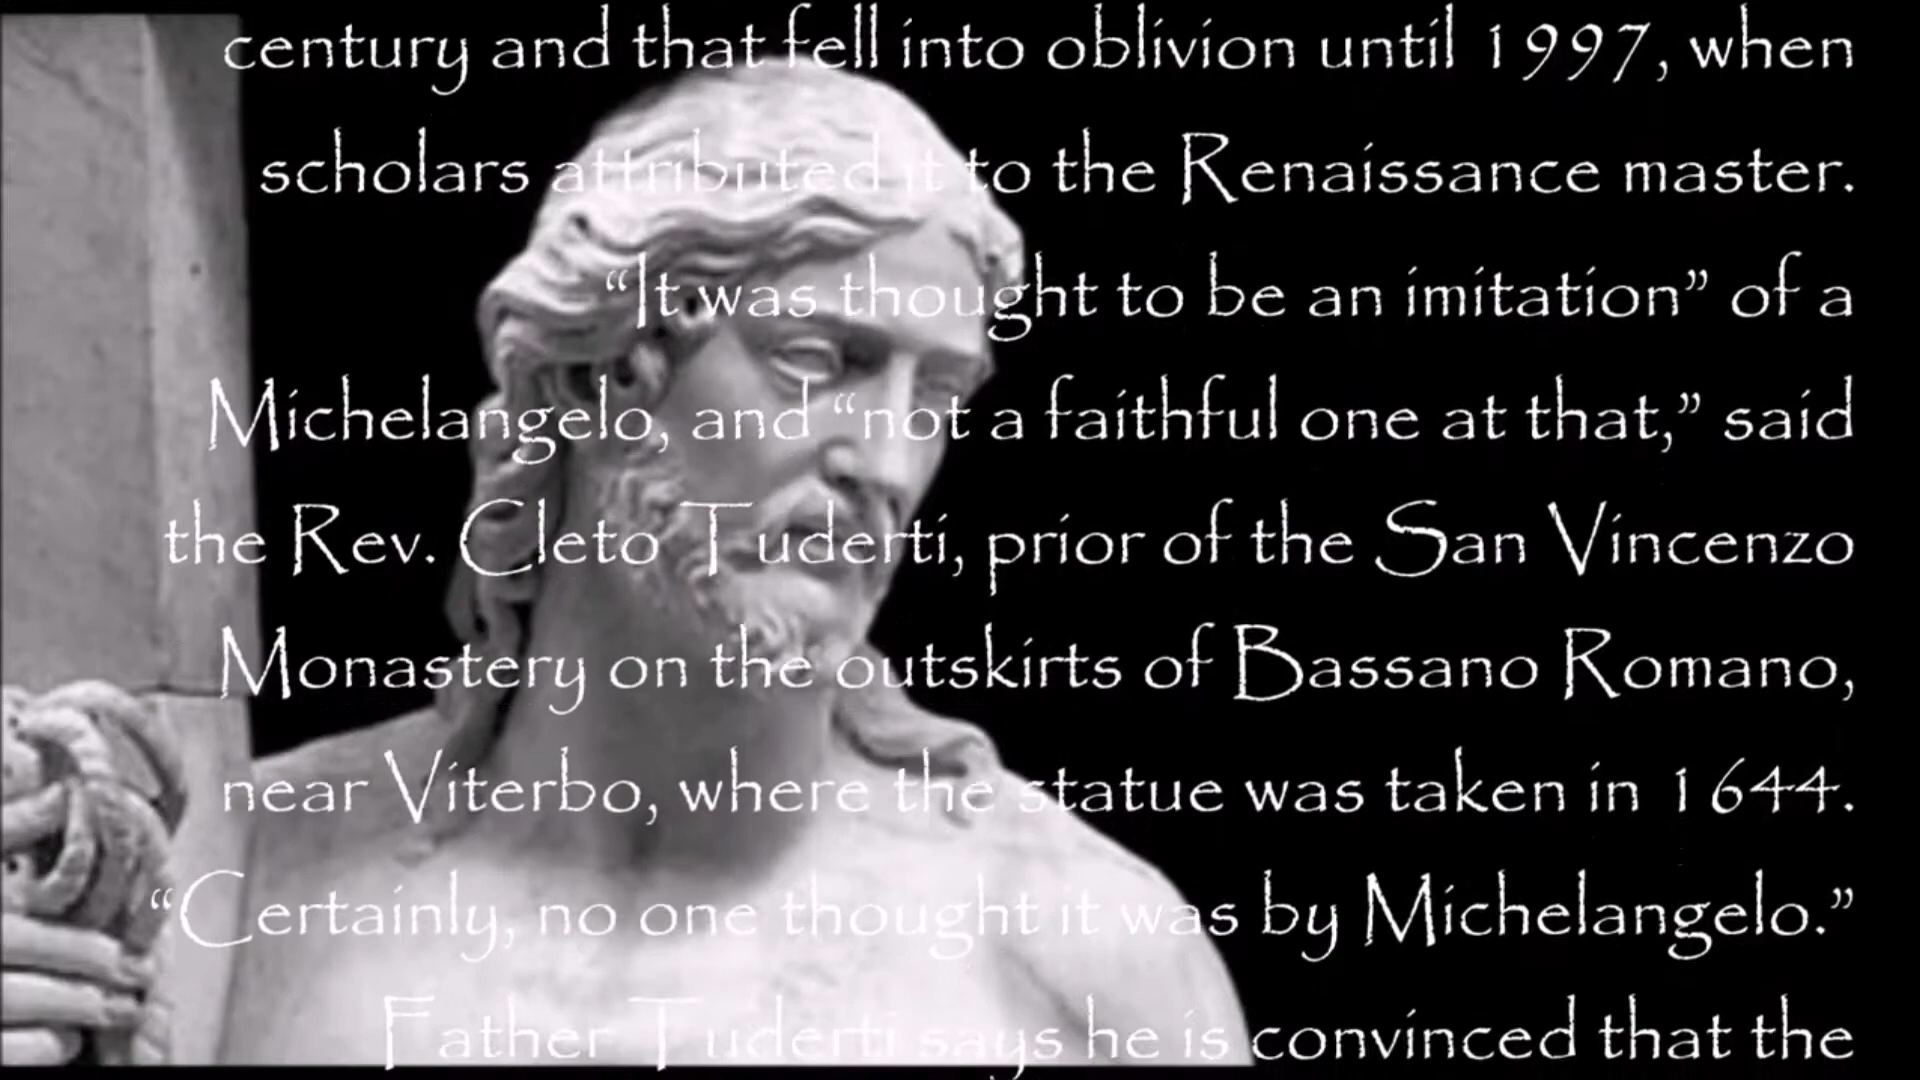 century and that fell into oblivion until 1997, when
scholars attributed it to the Renaissance master.
“It was thought to be an imitation” of a
Michelangelo, and “not a faithful one at that,” said
the Rev. Cleto Tuderti, prior of the San Vincenzo
Monastery on the outskirts of Bassano Romano,
near Viterbo, where the statue was taken in 1644.
“Certainly, no one thought it was by Michelangelo.”
Father Tuderti says he is convinced that the